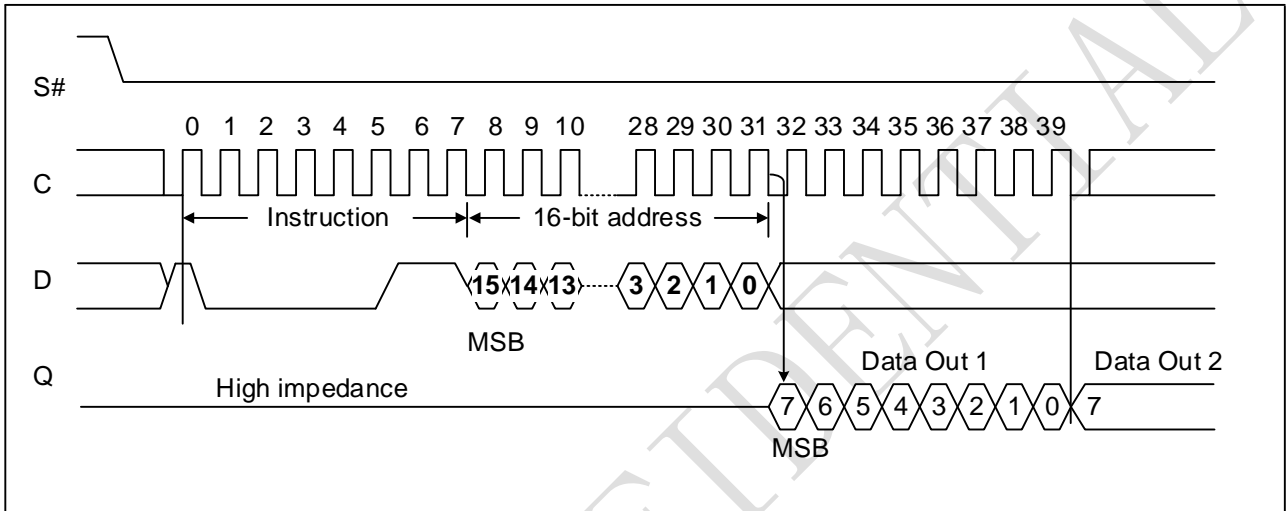 S#
0 1 2 3 4 5 6 7 8 9 10 28 29 30 31 32 33 34 35 36 37 38 39
C
Instruction 16-bit address
D
15 14 13 3 2 1 0
MSB
Data Out 1 Data Out 2
Q
High impedance
7 6 5 4 3 2 1 0 7
MSB
IDENTIAL